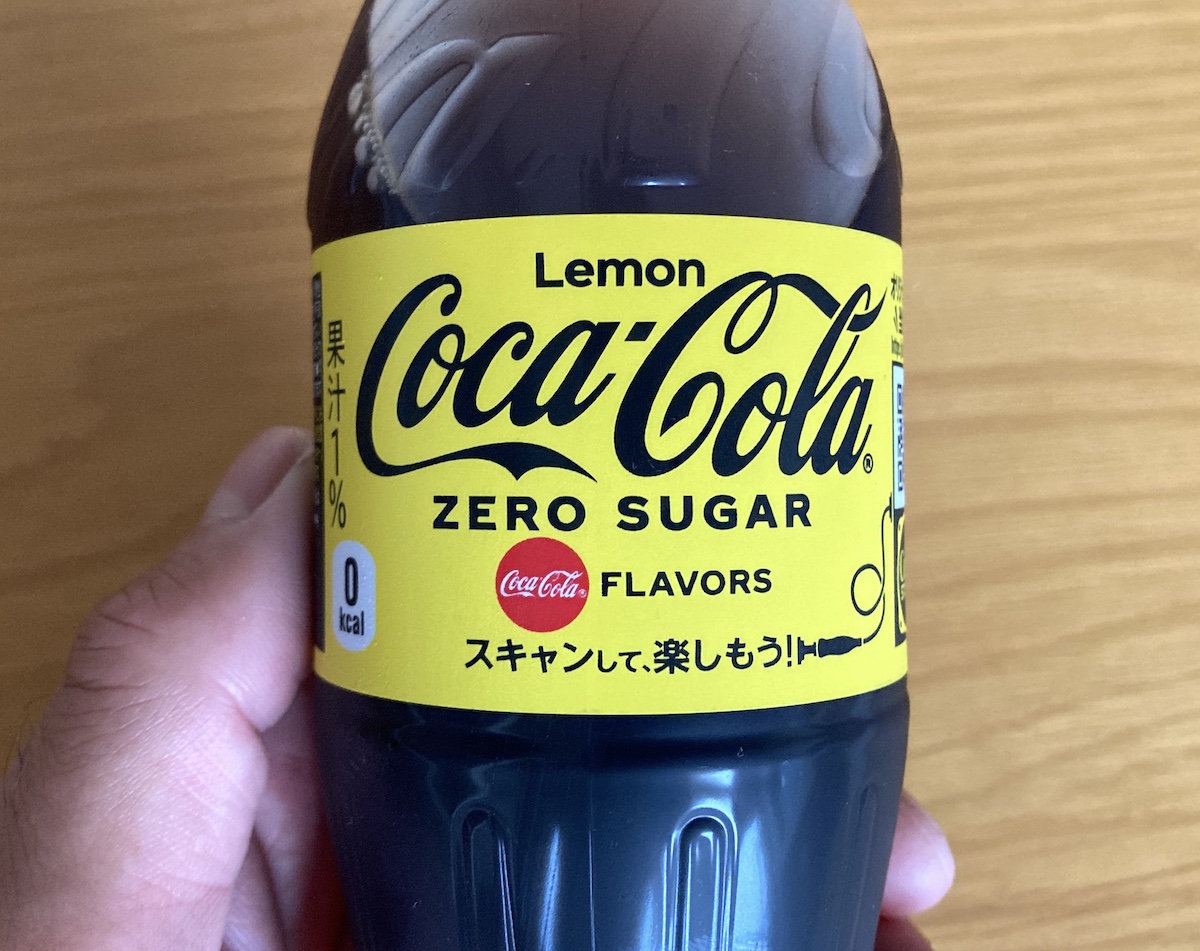 Lemon
Coca-Cola®
ZERO SUGAR
Coca-Cola® FLAVORS
スキャンして、楽しもう!
果汁1%
0
kcal